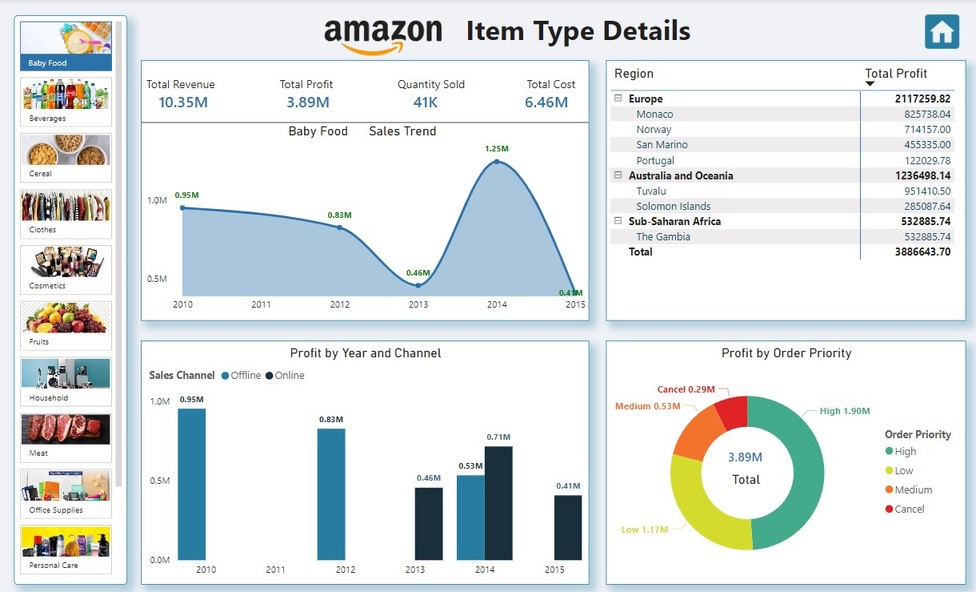 amazon Item Type Details
Baby Food
Beverages
Cereal
Clothes
Cosmetics
Fruits
Household
Meat
Office Supplies
Personal Care
Total Revenue Total Profit Quantity Sold Total Cost
10.35M 3.89M 41K 6.46M
Baby Food Sales Trend
1.25M
1.0M
0.95M
0.83M
0.5M
0.46M
0.41M
2010 2011 2012 2013 2014 2015
Region Total Profit
Europe 2117259.82
Monaco 825738.04
Norway 714157.00
San Marino 455335.00
Portugal 122029.78
Australia and Oceania 1236498.14
Tuvalu 951410.50
Solomon Islands 285087.64
Sub-Saharan Africa 532885.74
The Gambia 532885.74
Total 3886643.70
Profit by Year and Channel
Sales Channel Offline Online
1.0M
0.95M
0.83M
0.71M
0.5M
0.53M
0.46M
0.41M
0.0M
2010 2011 2012 2013 2014 2015
Profit by Order Priority
Cancel 0.29M
Medium 0.53M
High 1.90M
Low 1.17M
3.89M
Total
Order Priority
High
Low
Medium
Cancel